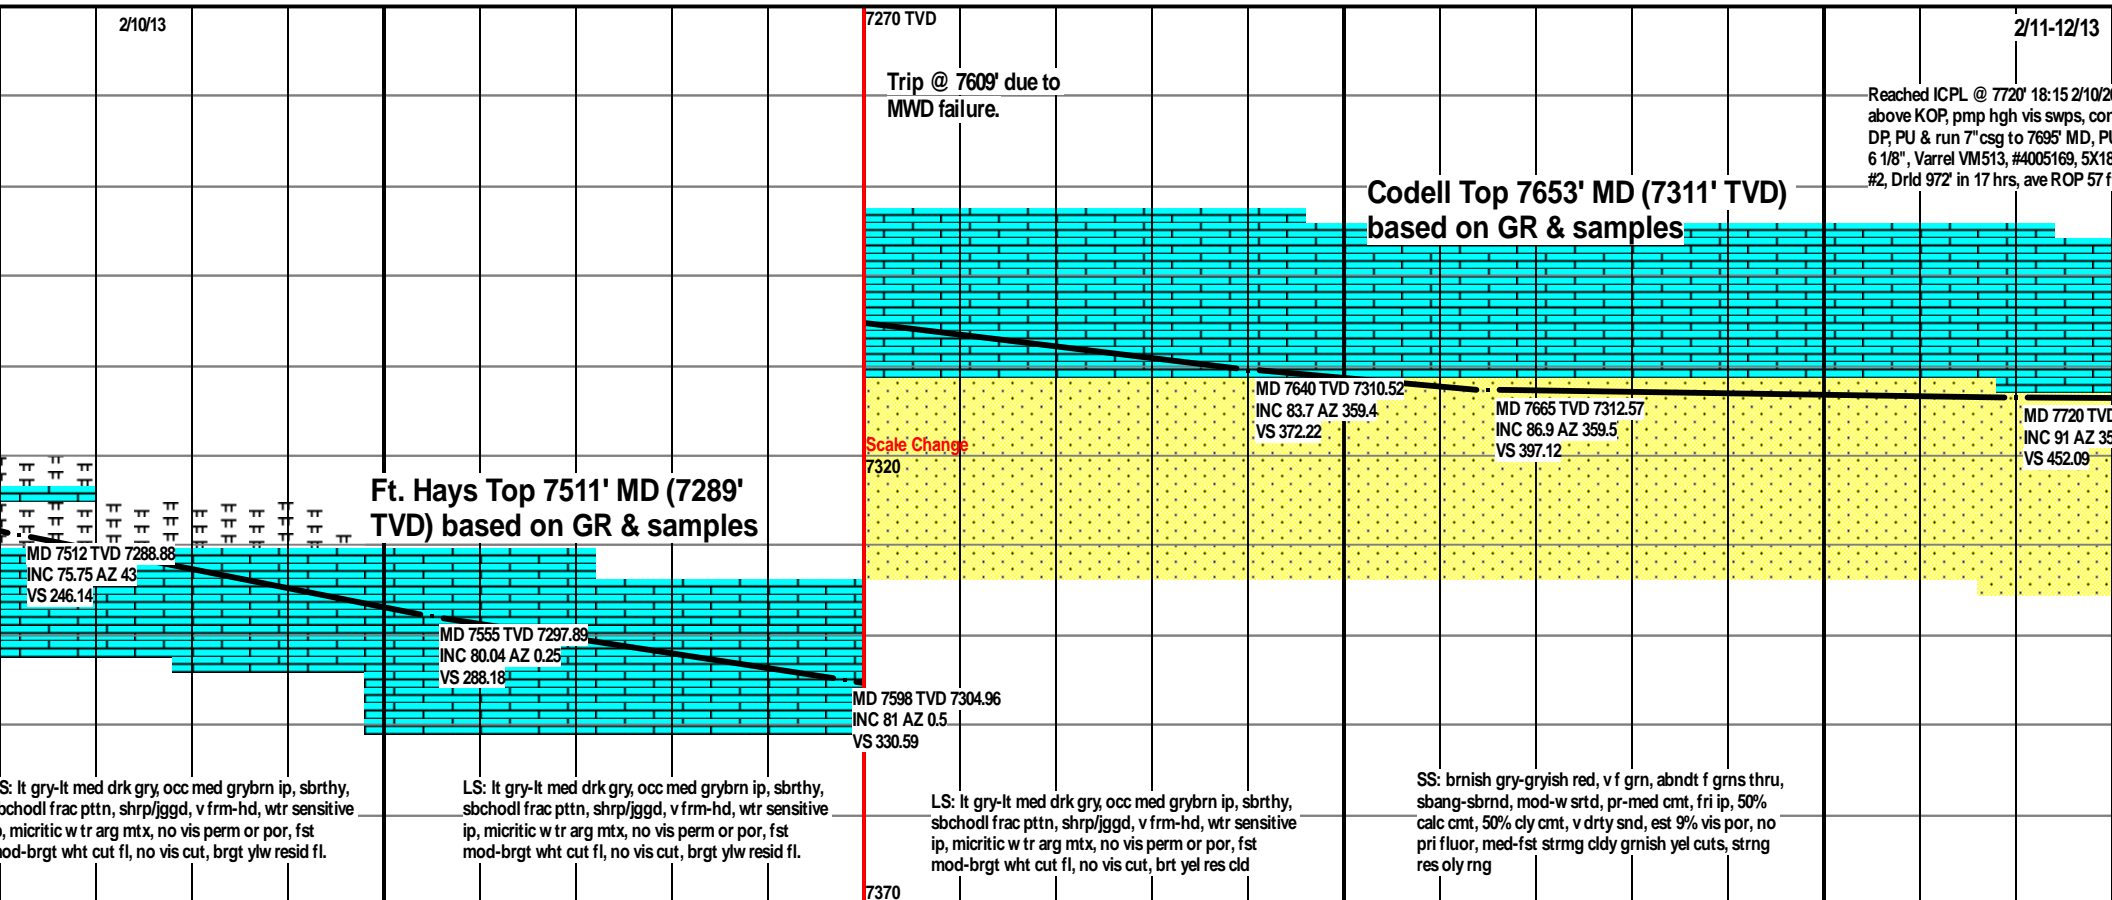 2/10/13
7270 TVD
2/11-12/13
Trip @ 7609' due to
MWD failure.
Reached ICPL @ 7720' 18:15 2/10/20
above KOP, pmp hgh vis swps, con
DP, PU & run 7"csg to 7695' MD, PU
6 1/8", Varrel VM513, #4005169, 5X18
#2, Drld 972' in 17 hrs, ave ROP 57 f
Codell Top 7653' MD (7311' TVD)
based on GR & samples
MD 7640 TVD 7310.52
INC 83.7 AZ 359.4
VS 372.22
MD 7665 TVD 7312.57
INC 86.9 AZ 359.5
VS 397.12
MD 7720 TVD
INC 91 AZ 35
VS 452.09
Scale Change
7320
Ft. Hays Top 7511' MD (7289'
TVD) based on GR & samples
MD 7512 TVD 7288.88
INC 75.75 AZ 43
VS 246.14
MD 7555 TVD 7297.89
INC 80.04 AZ 0.25
VS 288.18
MD 7598 TVD 7304.96
INC 81 AZ 0.5
VS 330.59
S: lt gry-lt med drk gry, occ med grybrn ip, sbrthy,
bchodl frac pttn, shrp/jggd, v frm-hd, wtr sensitive
p, micritic w tr arg mtx, no vis perm or por, fst
mod-brgt wht cut fl, no vis cut, brgt ylw resid fl.
LS: lt gry-lt med drk gry, occ med grybrn ip, sbrthy,
sbchodl frac pttn, shrp/jggd, v frm-hd, wtr sensitive
ip, micritic w tr arg mtx, no vis perm or por, fst
mod-brgt wht cut fl, no vis cut, brgt ylw resid fl.
LS: lt gry-lt med drk gry, occ med grybrn ip, sbrthy,
sbchodl frac pttn, shrp/jggd, v frm-hd, wtr sensitive
ip, micritic w tr arg mtx, no vis perm or por, fst
mod-brgt wht cut fl, no vis cut, brt yel res cld
SS: brnish gry-gryish red, v f grn, abndt f grns thru,
sbang-sbrnd, mod-w srtd, pr-med cmt, fri ip, 50%
calc cmt, 50% cly cmt, v drty snd, est 9% vis por, no
pri fluor, med-fst strmg cldy grnish yel cuts, strng
res oly rng
7370